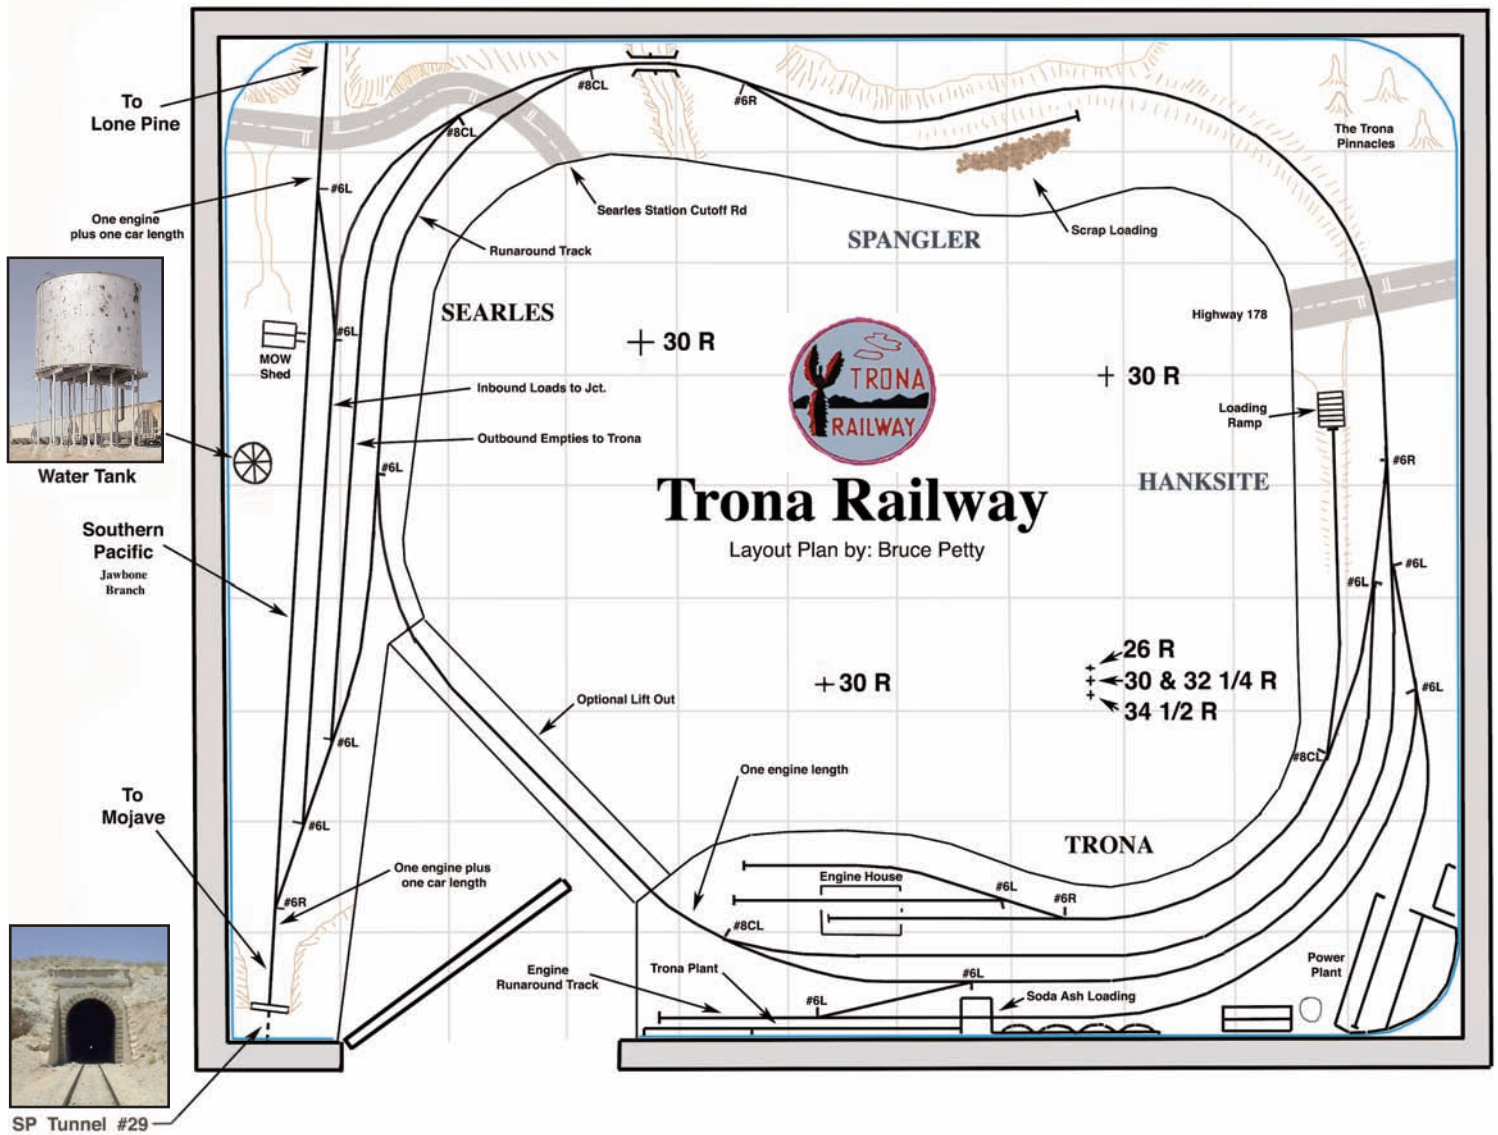 #8CL
#6R
To
Lone Pine
#8CL
The Trona
Pinnacles
#6L
One engine
plus one car length
Searles Station Cutoff Rd
Scrap Loading
Runaround Track
SPANGLER
SEARLES
Highway 178
#6L
MOW
Shed
30 R
TRONA
RAILWAY
30 R
Inbound Loads to Jct.
Loading
Ramp
Outbound Empties to Trona
#6L
#6R
Water Tank
HANKSITE
Trona Railway
Layout Plan by: Bruce Petty
Southern
Pacific
Jawbone
Branch
#6L
#6L
26 R
30 R
30 & 32 1/4 R
34 1/2 R
#6L
Optional Lift Out
#6L
#8CL
One engine length
To
Mojave
#6L
TRONA
One engine plus
one car length
Engine House
#6L
#6R
#6R
#8CL
Engine
Runaround Track
Trona Plant
#6L
Power
Plant
#6L
Soda Ash Loading
SP Tunnel #29